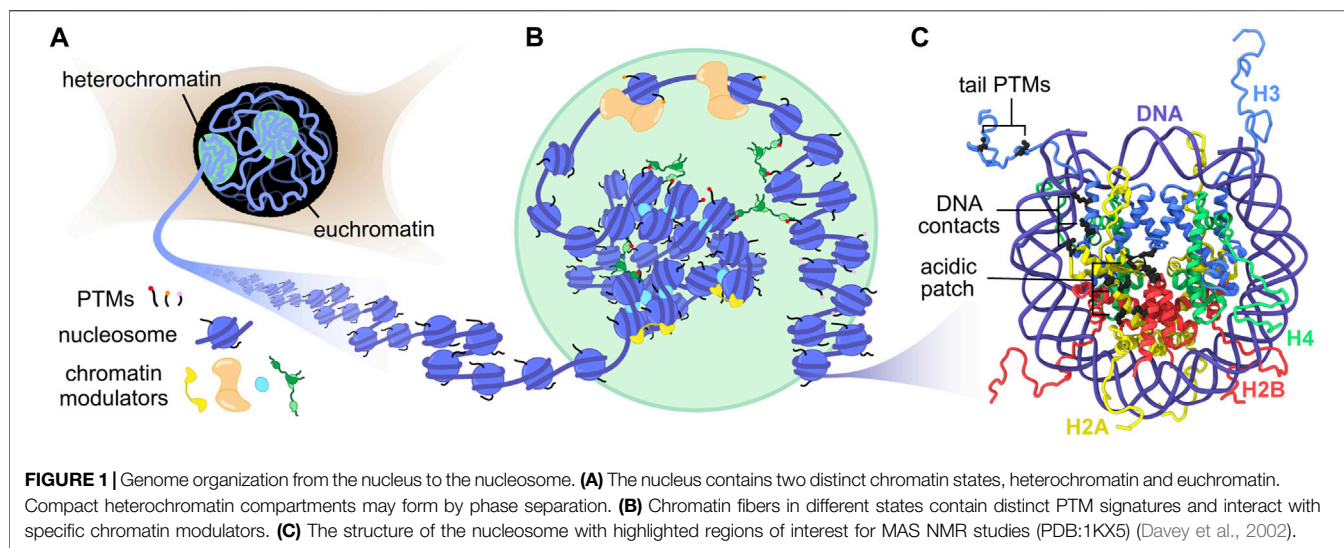 A
heterochromatin
euchromatin
PTMs
nucleosome
chromatin
modulators
B
C
tail PTMs
H3
DNA
DNA
contacts
acidic
patch
H4
H2B
H2A
FIGURE 1 | Genome organization from the nucleus to the nucleosome. (A) The nucleus contains two distinct chromatin states, heterochromatin and euchromatin.
Compact heterochromatin compartments may form by phase separation. (B) Chromatin fibers in different states contain distinct PTM signatures and interact with
specific chromatin modulators. (C) The structure of the nucleosome with highlighted regions of interest for MAS NMR studies (PDB:1KX5) (Davey et al., 2002).